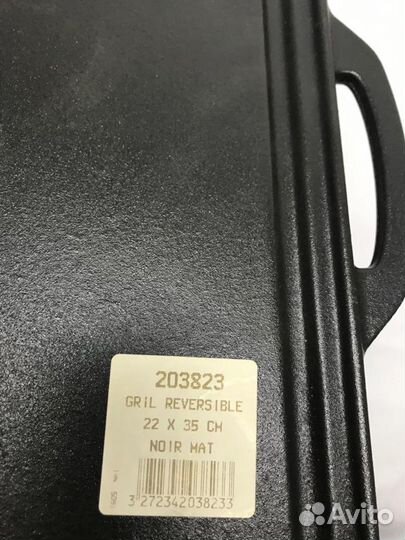 203823
GRIL REVERSIBLE
22 X 35 CM
NOIR MAT
3 272342 038233
Avito